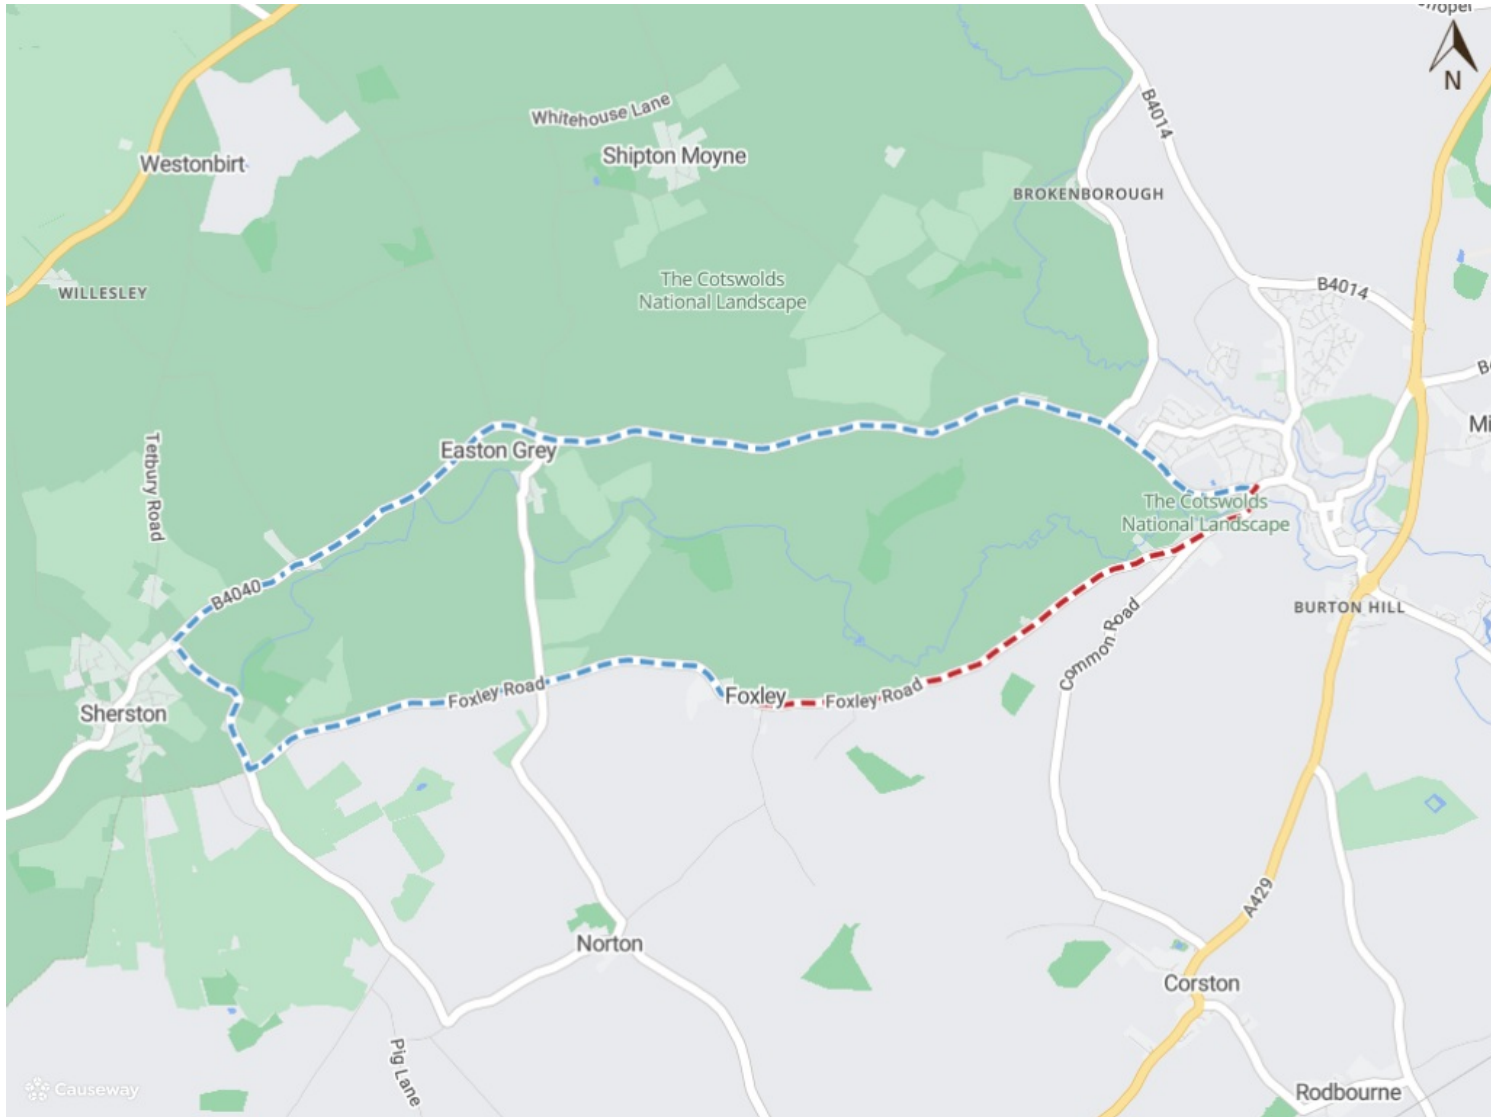 N
B4014
Whitehouse Lane
Westonbirt
Shipton Moyne
BROKENBOROUGH
The Cotswolds
National Landscape
WILLESLEY
B4014
Easton Grey
Tetbury Road
The Cotswolds
National Landscape
B4040
BURTON HILL
Common Road
Foxley Road
Foxley
Foxley Road
Sherston
A429
Norton
Corston
Pig Lane
Causeway
Rodbourne